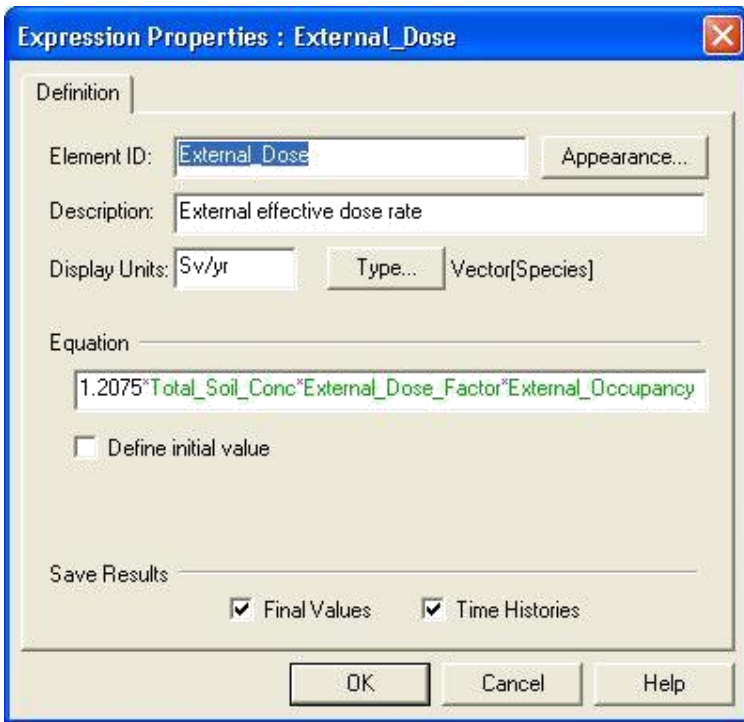 Expression Properties : External_Dose
Definition
Element ID: External_Dose Appearance...
Description: External effective dose rate
Display Units: Sv/yr Type... Vector[Species]
Equation
1.2075*Total_Soil_Conc*External_Dose_Factor*External_Occupancy
Define initial value
Save Results
Final Values Time Histories
OK Cancel Help